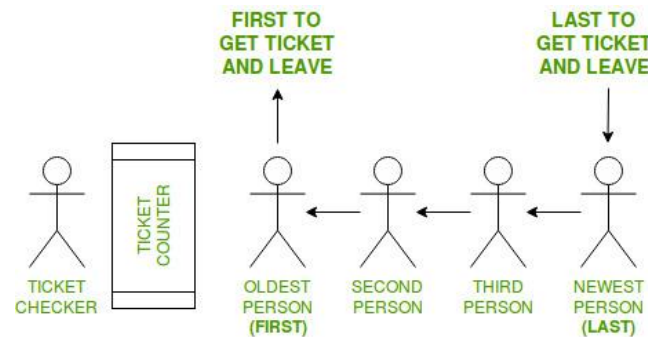 FIRST TO
GET TICKET
AND LEAVE
LAST TO
GET TICKET
AND LEAVE
TICKET
COUNTER
TICKET
CHECKER
OLDEST
PERSON
(FIRST)
SECOND
PERSON
THIRD
PERSON
NEWEST
PERSON
(LAST)